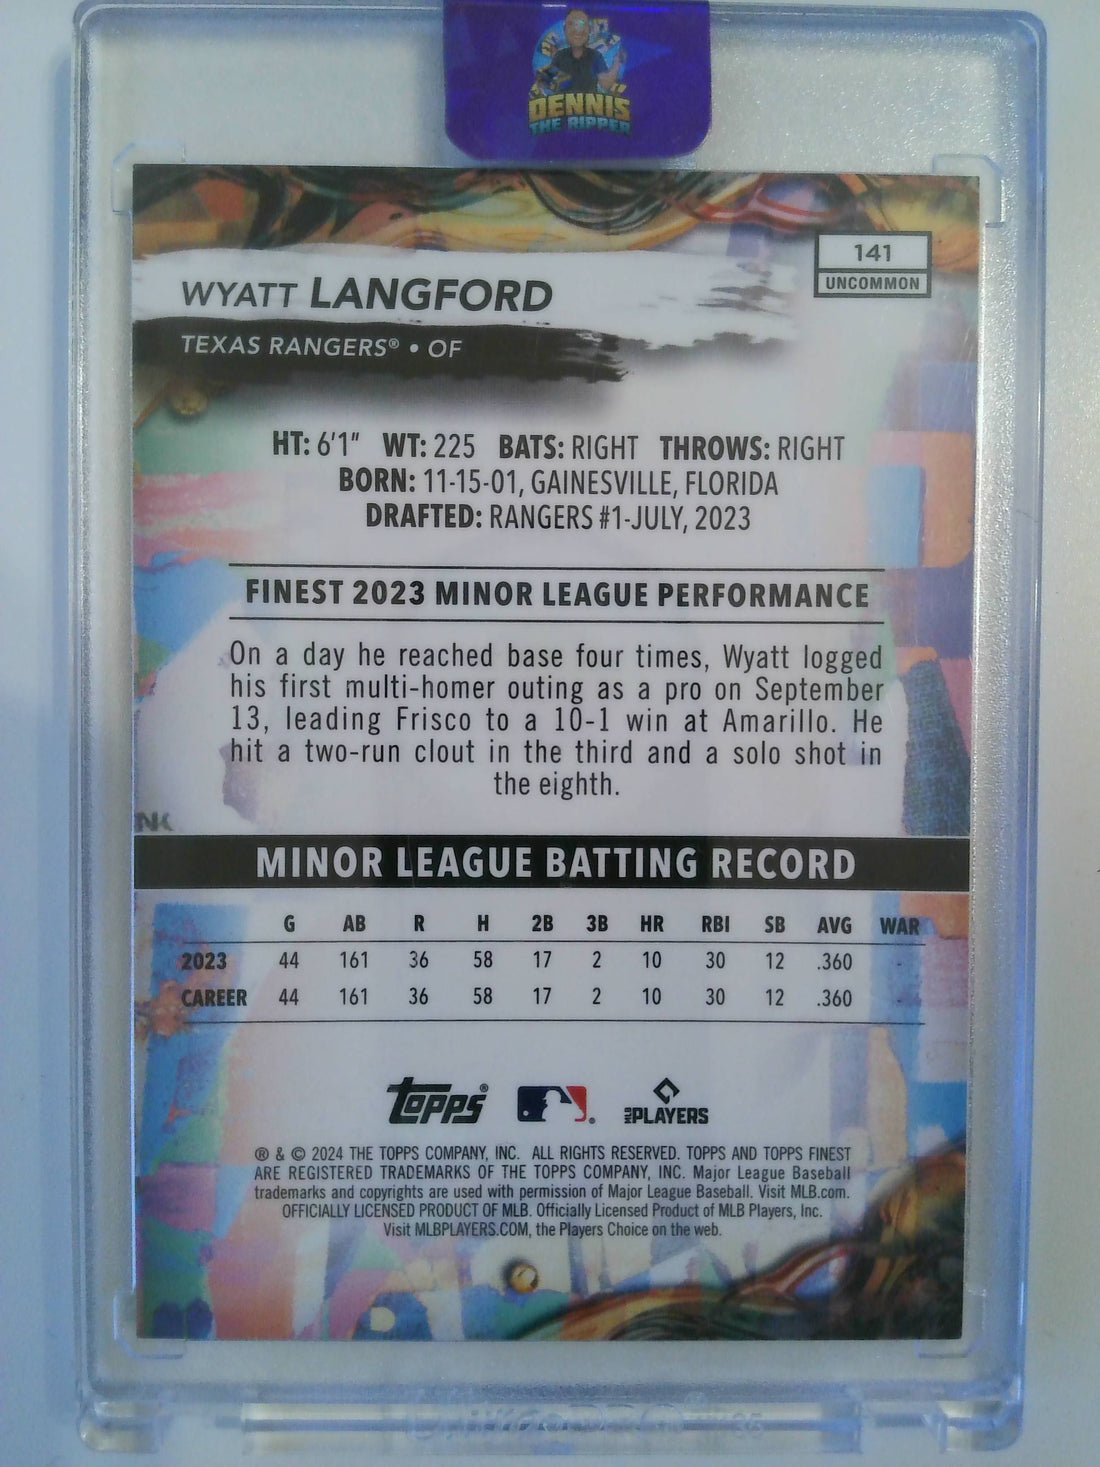 DENNIS
THE RIPPER
141
UNCOMMON
WYATT LANGFORD
TEXAS RANGERS® • OF
HT: 6'1" WT: 225 BATS: RIGHT THROWS: RIGHT
BORN: 11-15-01, GAINESVILLE, FLORIDA
DRAFTED: RANGERS #1-JULY, 2023
FINEST 2023 MINOR LEAGUE PERFORMANCE
On a day he reached base four times, Wyatt logged
his first multi-homer outing as a pro on September
13, leading Frisco to a 10-1 win at Amarillo. He
hit a two-run clout in the third and a solo shot in
the eighth.
MINOR LEAGUE BATTING RECORD
G AB R H 2B 3B HR RBI SB AVG WAR
2023 44 161 36 58 17 2 10 30 12 .360 -
CAREER 44 161 36 58 17 2 10 30 12 .360 -
Topps® ® MLB PLAYERS
® & © 2024 THE TOPPS COMPANY, INC. ALL RIGHTS RESERVED. TOPPS AND TOPPS FINEST
ARE REGISTERED TRADEMARKS OF THE TOPPS COMPANY, INC. Major League Baseball
trademarks and copyrights are used with permission of Major League Baseball. Visit MLB.com.
OFFICIALLY LICENSED PRODUCT OF MLB. Officially Licensed Product of MLB Players, Inc.
Visit MLBPLAYERS.COM, the Players Choice on the web.